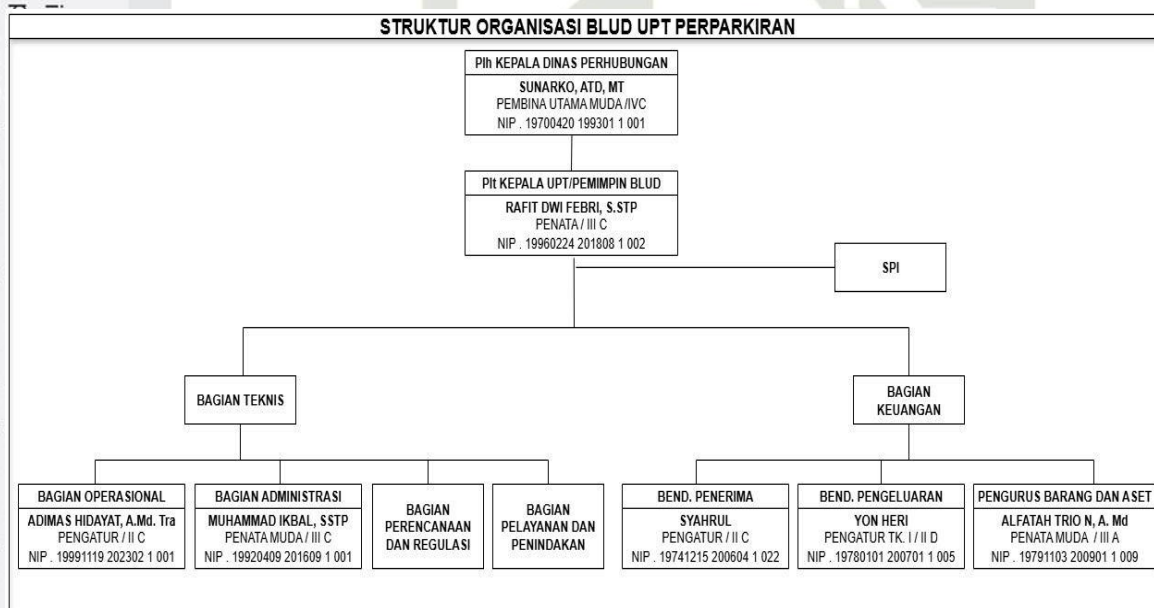 STRUKTUR ORGANISASI BLUD UPT PERPARKIRAN
Plh KEPALA DINAS PERHUBUNGAN
SUNARKO, ATD, MT
PEMBINA UTAMA MUDA /IVC
NIP . 19700420 199301 1 001
Plt KEPALA UPT/PEMIMPIN BLUD
RAFIT DWI FEBRI, S.STP
PENATA / III C
NIP . 19960224 201808 1 002
SPI
BAGIAN TEKNIS
BAGIAN
KEUANGAN
BAGIAN OPERASIONAL
ADIMAS HIDAYAT, A.Md. Tra
PENGATUR / II C
NIP . 19991119 202302 1 001
BAGIAN ADMINISTRASI
MUHAMMAD IKBAL, SSTP
PENATA MUDA / III C
NIP . 19920409 201609 1 001
BAGIAN
PERENCANAAN
DAN REGULASI
BAGIAN
PELAYANAN DAN
PENINDAKAN
BEND. PENERIMA
SYAHRUL
PENGATUR / II C
NIP . 19741215 200604 1 022
BEND. PENGELUARAN
YON HERI
PENGATUR TK. I / II D
NIP . 19780101 200701 1 005
PENGURUS BARANG DAN ASET
ALFATAH TRIO N, A. Md
PENATA MUDA / III A
NIP . 19791103 200901 1 009